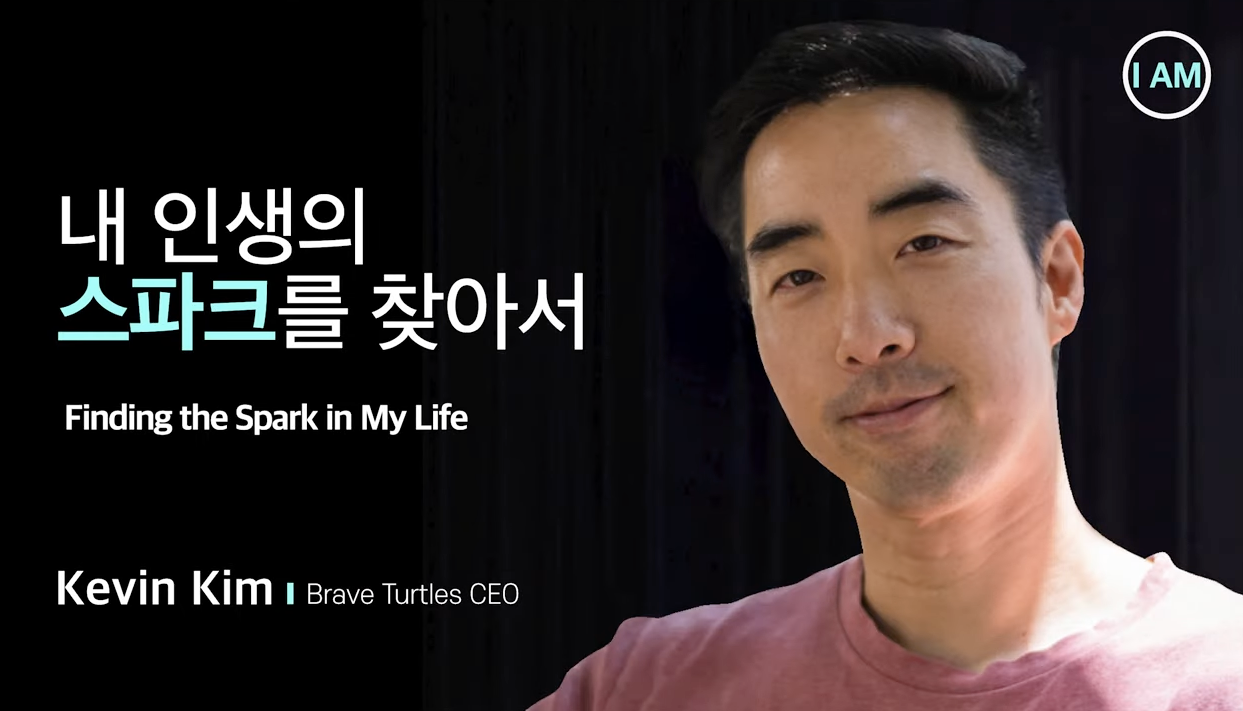 I AM
내 인생의
스파크를 찾아서
Finding the Spark in My Life
Kevin Kim I Brave Turtles CEO